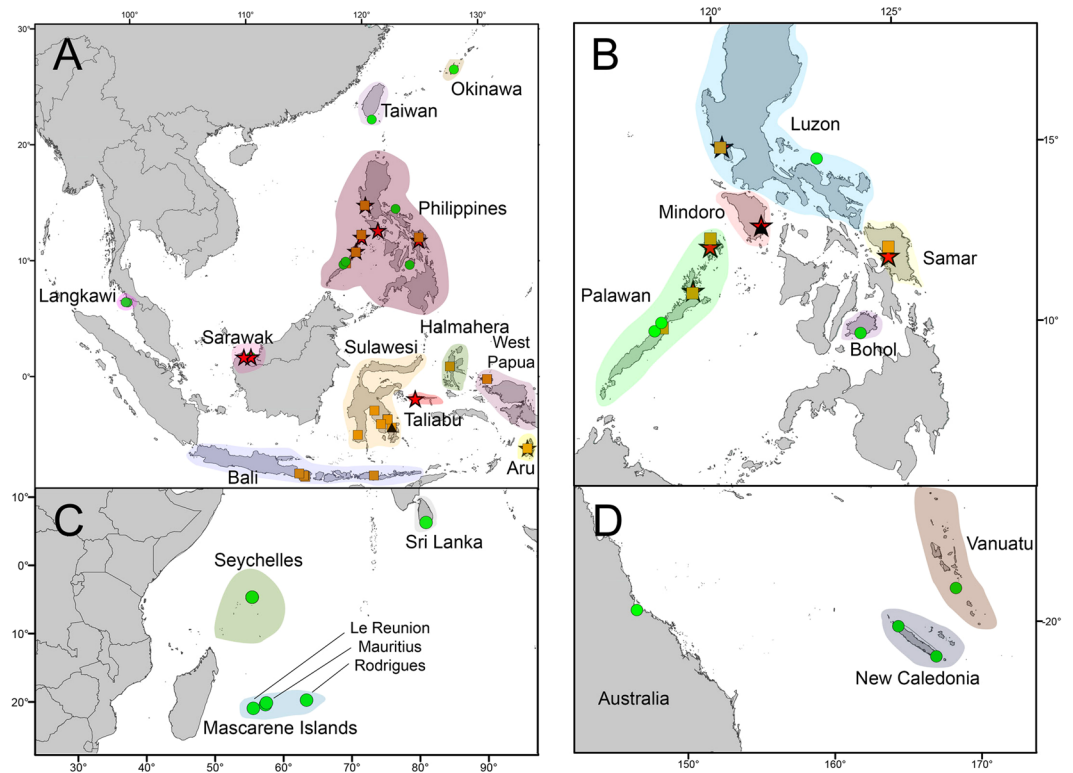 100°
110°
120°
130°
30°
20°
10°
0°
A
Okinawa
Taiwan
Philippines
Langkawi
Sarawak
Halmahera
Sulawesi
West
Papua
Taliabu
Aru
Bali
120°
125°
B
Luzon
15°
Mindoro
Samar
Palawan
10°
Bohol
10°
0°
10°
20°
C
Sri Lanka
Seychelles
Le Reunion
Mauritius
Rodrigues
Mascarene Islands
30°
40°
50°
60°
70°
80°
90°
D
Vanuatu
-20°
New Caledonia
Australia
150°
160°
170°